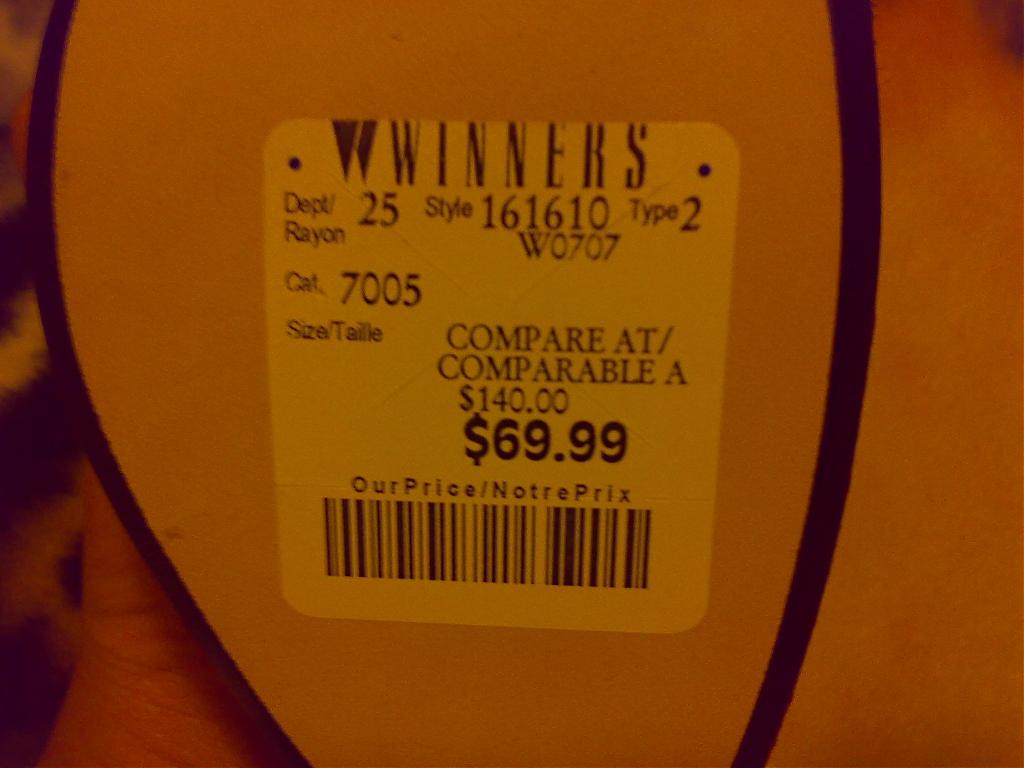 WINNERS
Dept/ Rayon 25 Style 161610 Type 2
W0707
Cat. 7005
Size/Taille
COMPARE AT/
COMPARABLE A
$140.00
$69.99
OurPrice/NotrePrix